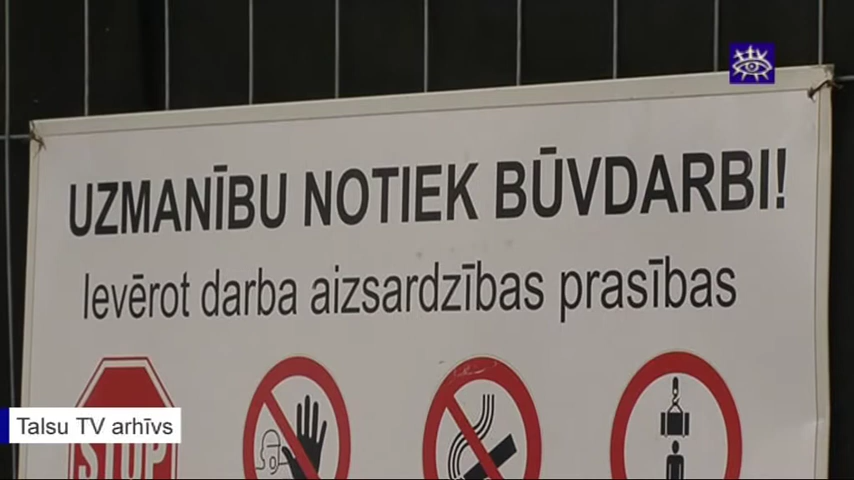 UZMANĪBU NOTIEK BŪVDARBI!
Ievērot darba aizsardzības prasības
STOP
Talsu TV arhīvs